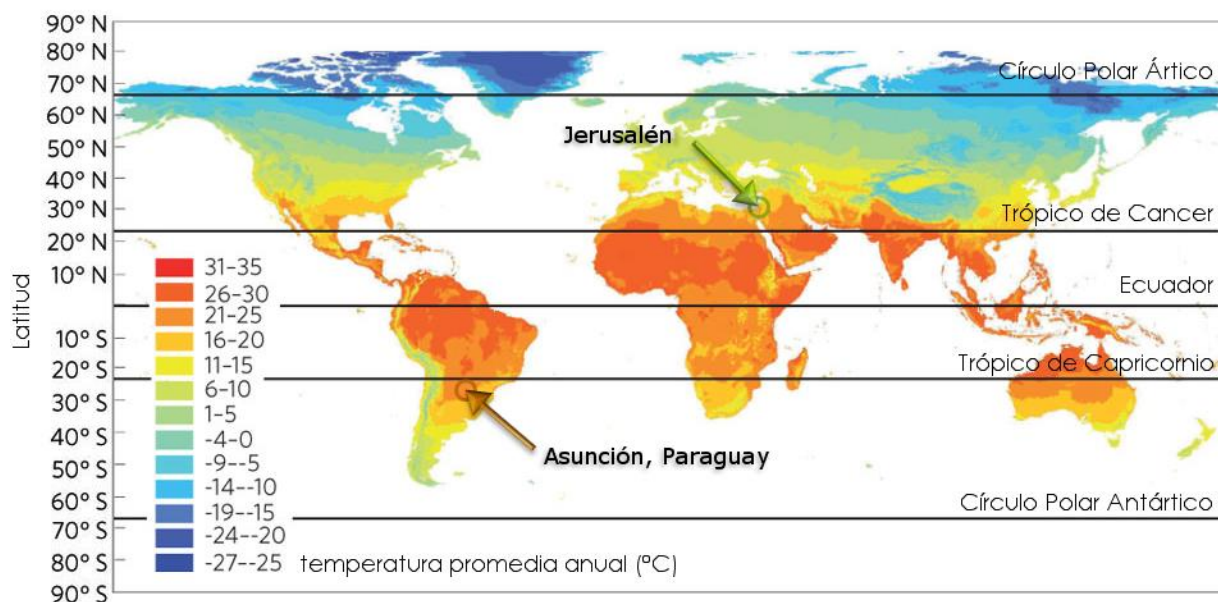 90° N
80° N
70° N
60° N
50° N
40° N
30° N
20° N
10° N
10° S
20° S
30° S
40° S
50° S
60° S
70° S
80° S
90° S
Latitud
Círculo Polar Ártico
Jerusalén
Trópico de Cancer
Ecuador
Trópico de Capricornio
Asunción, Paraguay
Círculo Polar Antártico
31-35
26-30
21-25
16-20
11-15
6-10
1-5
-4-0
-9--5
-14--10
-19--15
-24--20
-27--25
temperatura promedia anual (°C)